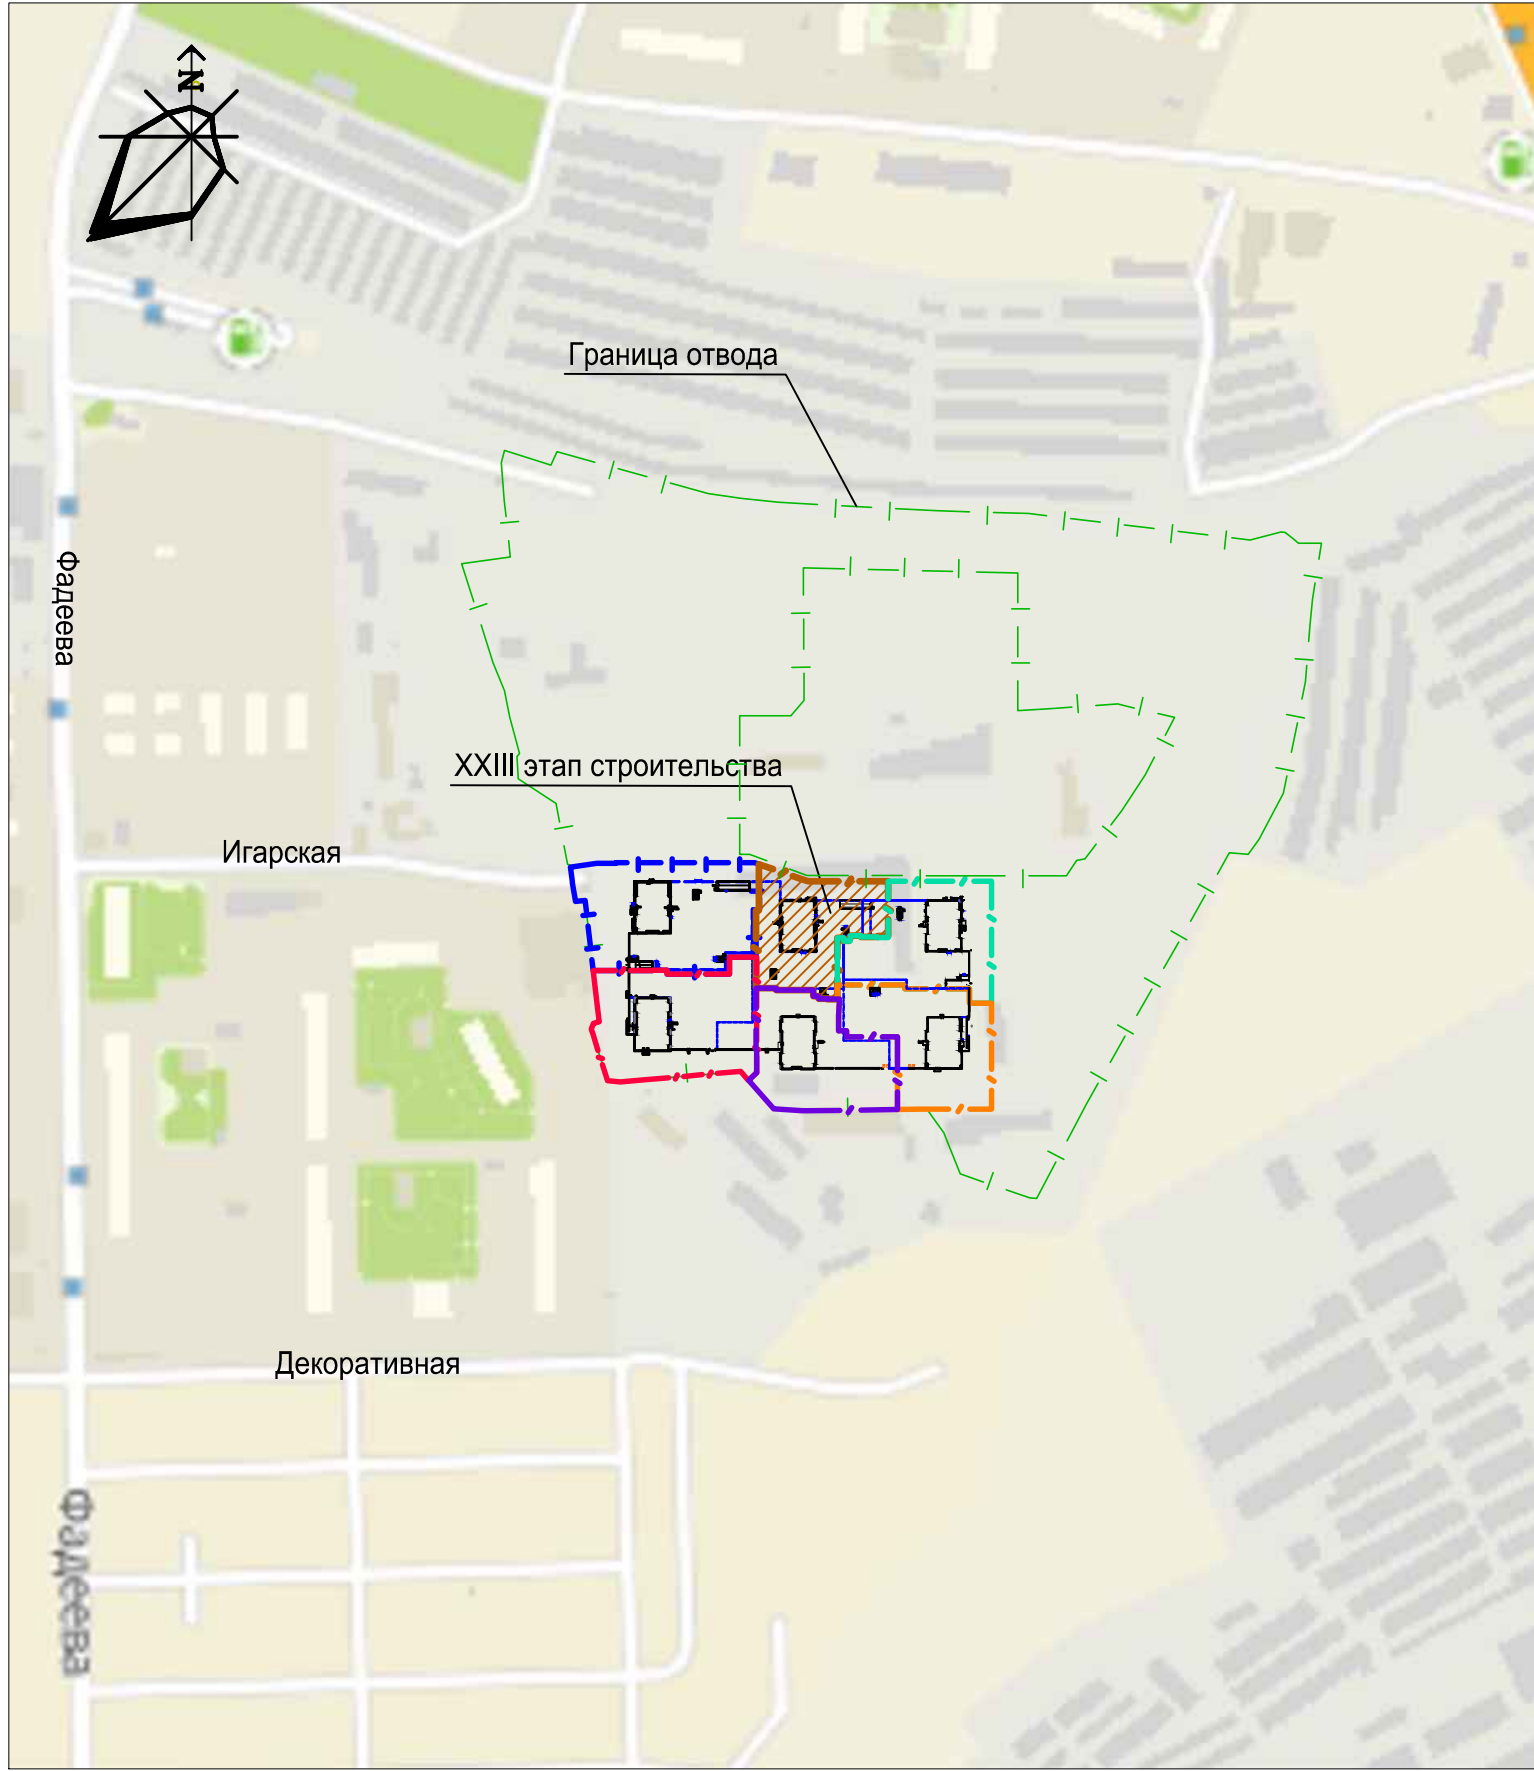 N
Граница отвода
Фадеева
XXIII этап строительства
Игарская
Декоративная
Фадеева